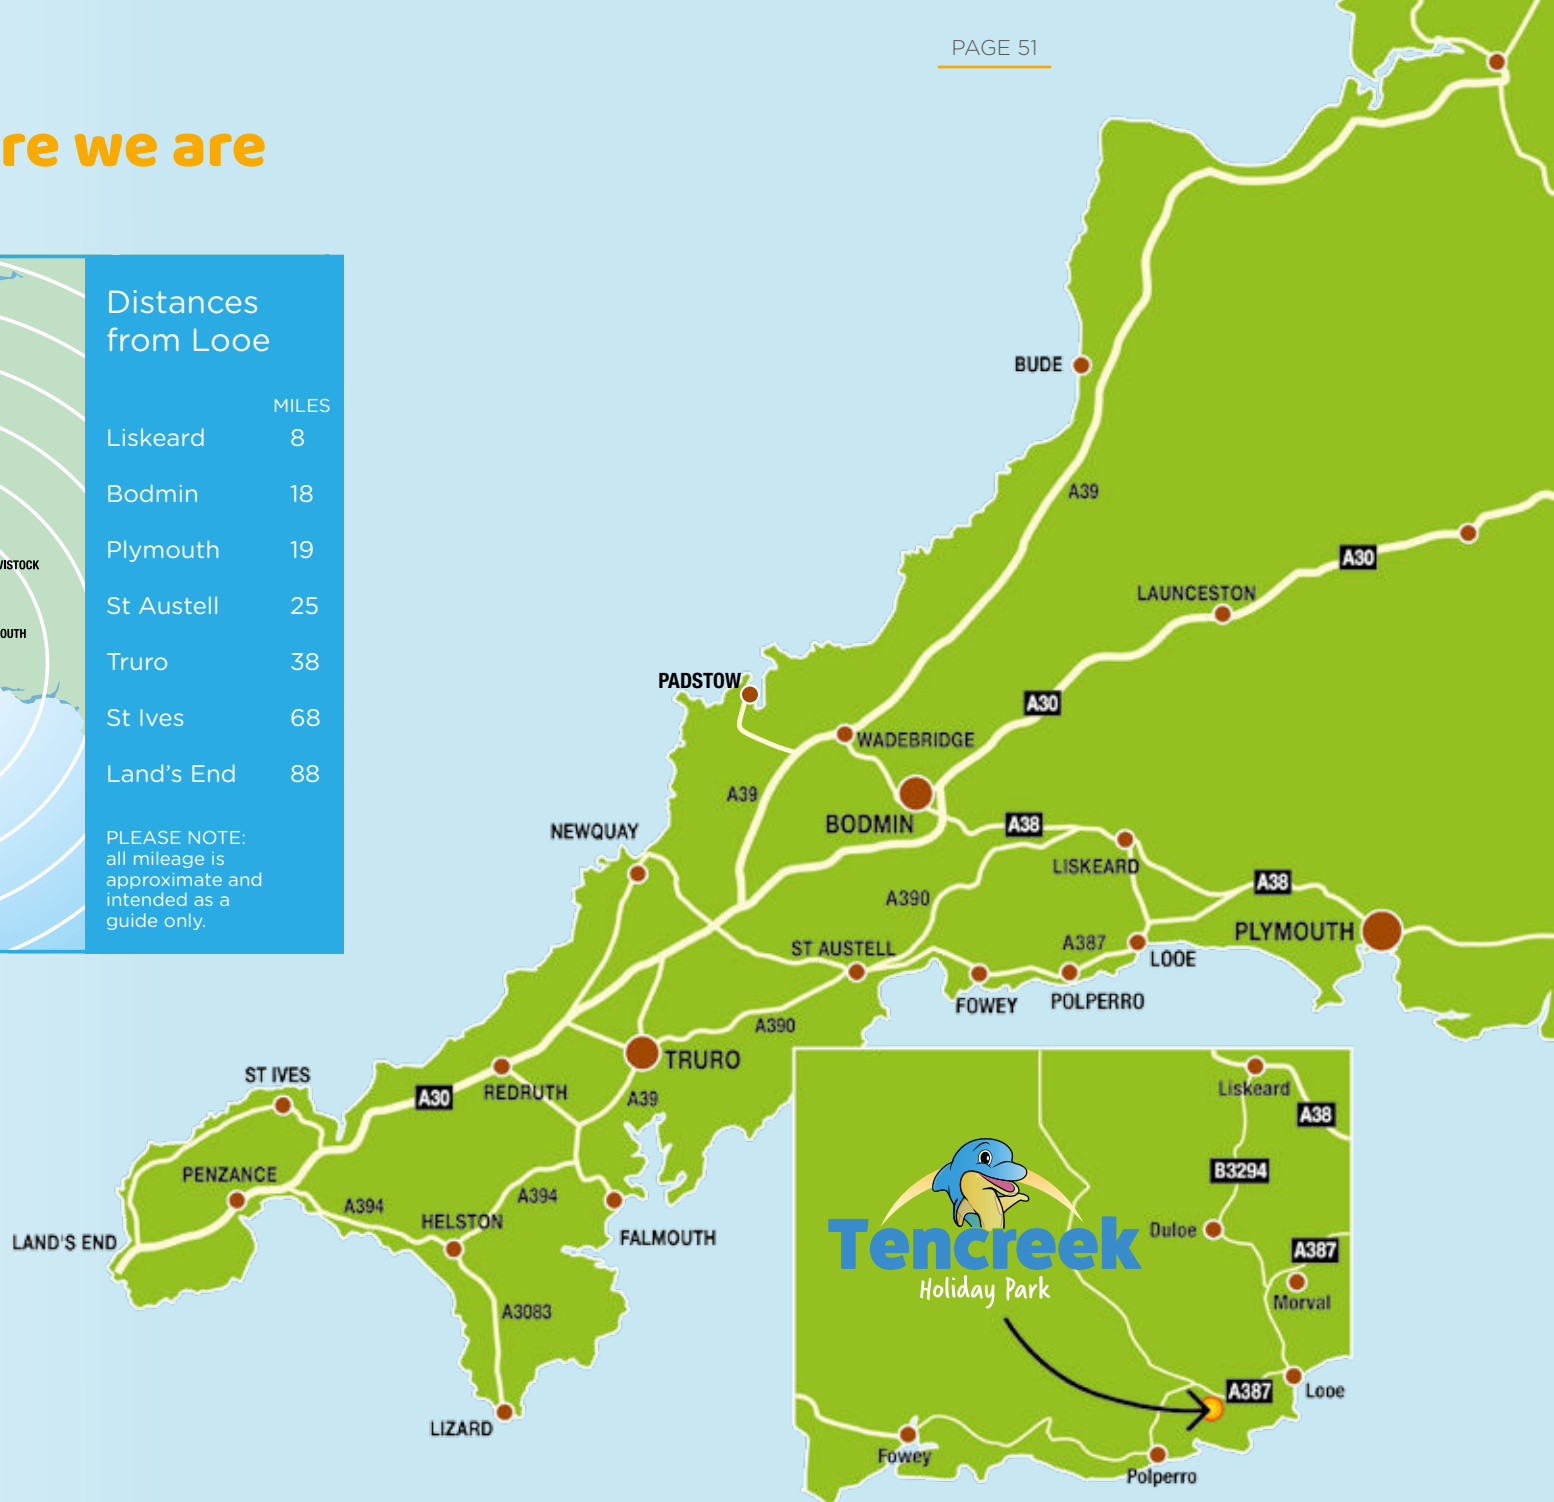 PAGE 51
re we are
Distances
from Looe
MILES
Liskeard 8
Bodmin 18
Plymouth 19
St Austell 25
Truro 38
St Ives 68
Land's End 88
PLEASE NOTE:
all mileage is
approximate and
intended as a
guide only.
VISTOCK
OUTH
BUDE
A39
A30
LAUNCESTON
PADSTOW
A30
WADEBRIDGE
A39
BODMIN
A38
NEWQUAY
LISKEARD
A38
A390
PLYMOUTH
ST AUSTELL
A387
LOOE
FOWEY
POLPERRO
A390
TRURO
ST IVES
A30
REDRUTH
A39
PENZANCE
A394
A394
HELSTON
FALMOUTH
LAND'S END
A3083
LIZARD
Liskeard
A38
B3294
Duloe
A387
Morval
Tencreek
Holiday Park
A387
Looe
Fowey
Polperro